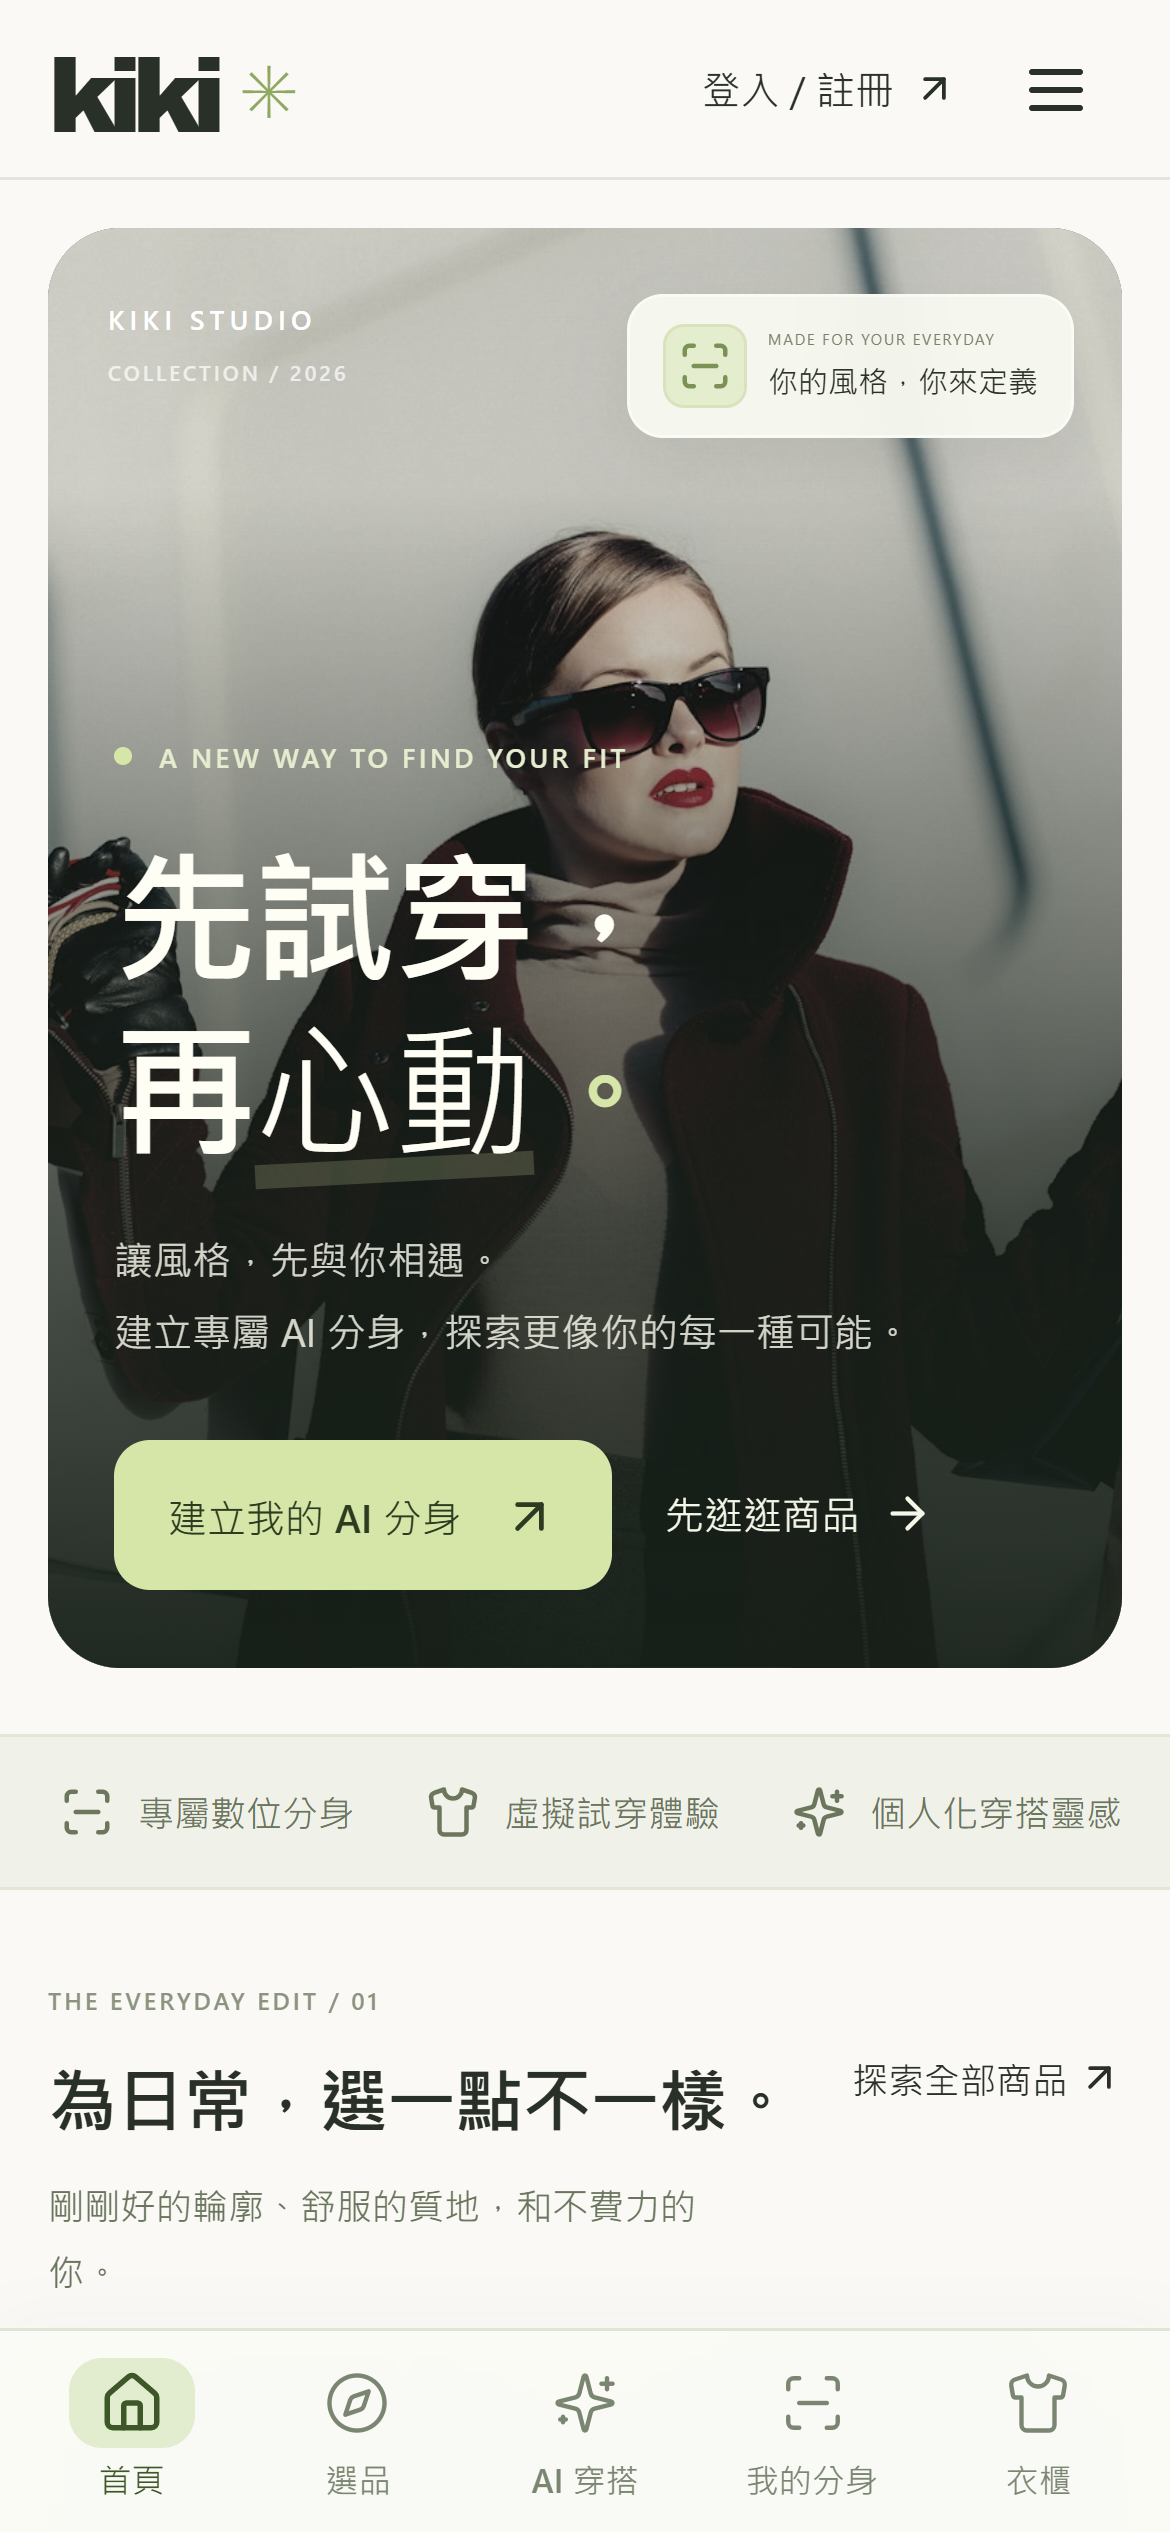 kiki
登入 / 註冊
KIKI STUDIO
COLLECTION / 2026
MADE FOR YOUR EVERYDAY
你的風格，你來定義
A NEW WAY TO FIND YOUR FIT
先試穿，
再心動。
讓風格，先與你相遇。
建立專屬 AI 分身，探索更像你的每一種可能。
建立我的 AI 分身
先逛逛商品
專屬數位分身
虛擬試穿體驗
個人化穿搭靈感
THE EVERYDAY EDIT / 01
為日常，選一點不一樣。
探索全部商品
剛剛好的輪廓、舒服的質地，和不費力的
你。
首頁
選品
AI 穿搭
我的分身
衣櫃